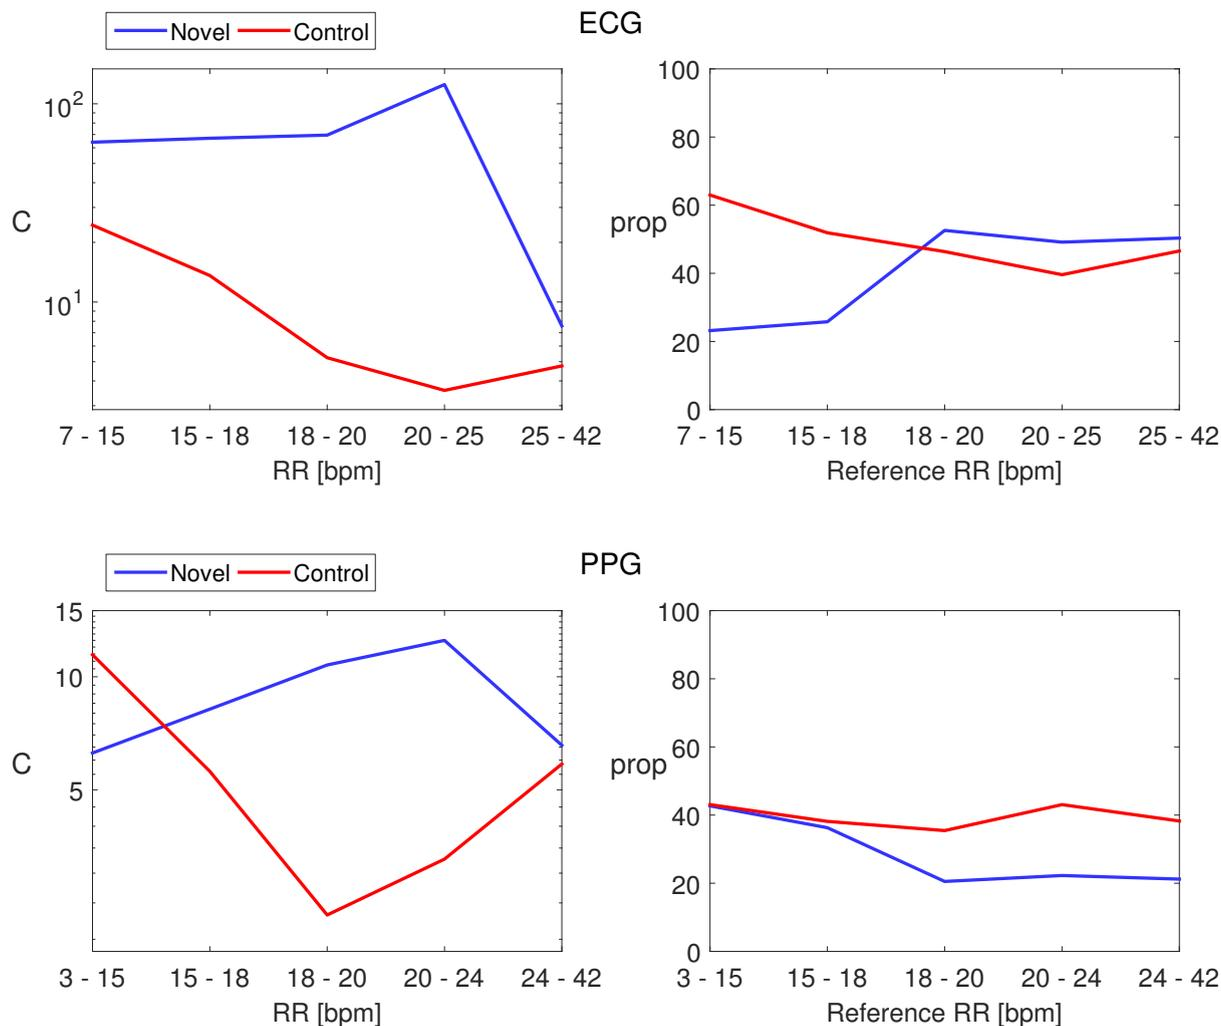 ECG
Novel Control
10^2
10^1
C
7 - 15 15 - 18 18 - 20 20 - 25 25 - 42
RR [bpm]
100
80
60
40
20
0
prop
7 - 15 15 - 18 18 - 20 20 - 25 25 - 42
Reference RR [bpm]
PPG
Novel Control
15
10
5
C
3 - 15 15 - 18 18 - 20 20 - 24 24 - 42
RR [bpm]
100
80
60
40
20
0
prop
3 - 15 15 - 18 18 - 20 20 - 24 24 - 42
Reference RR [bpm]